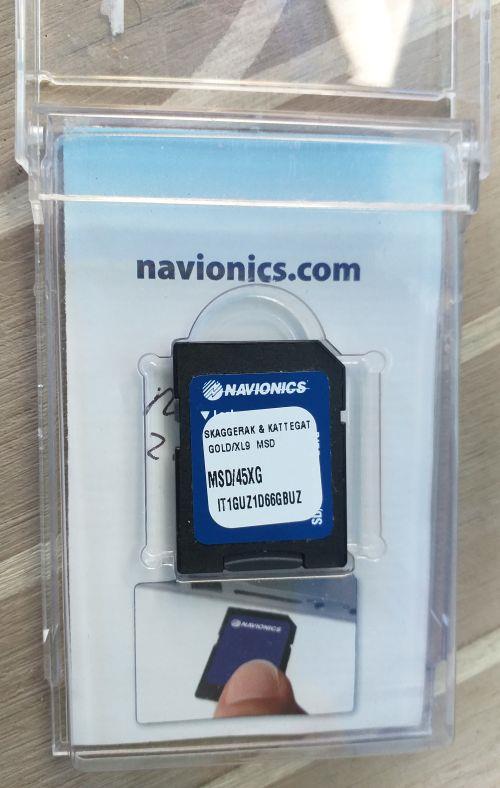 navionics.com
NAVIONICS
SKAGGERAK & KATTEGAT
GOLD/XL9 MSD
MSD/45XG
IT1GUZ1D66GBUZ
NAVIONICS